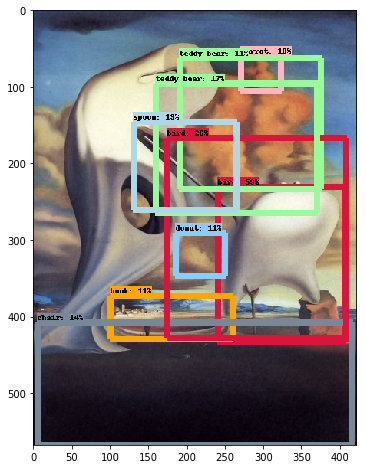 0
100
200
300
400
500
teddy bear: 11%
carrot: 10%
teddy bear: 17%
spoon: 13%
bird: 20%
bird: 59%
donut: 11%
book: 11%
chair: 14%
0 50 100 150 200 250 300 350 400